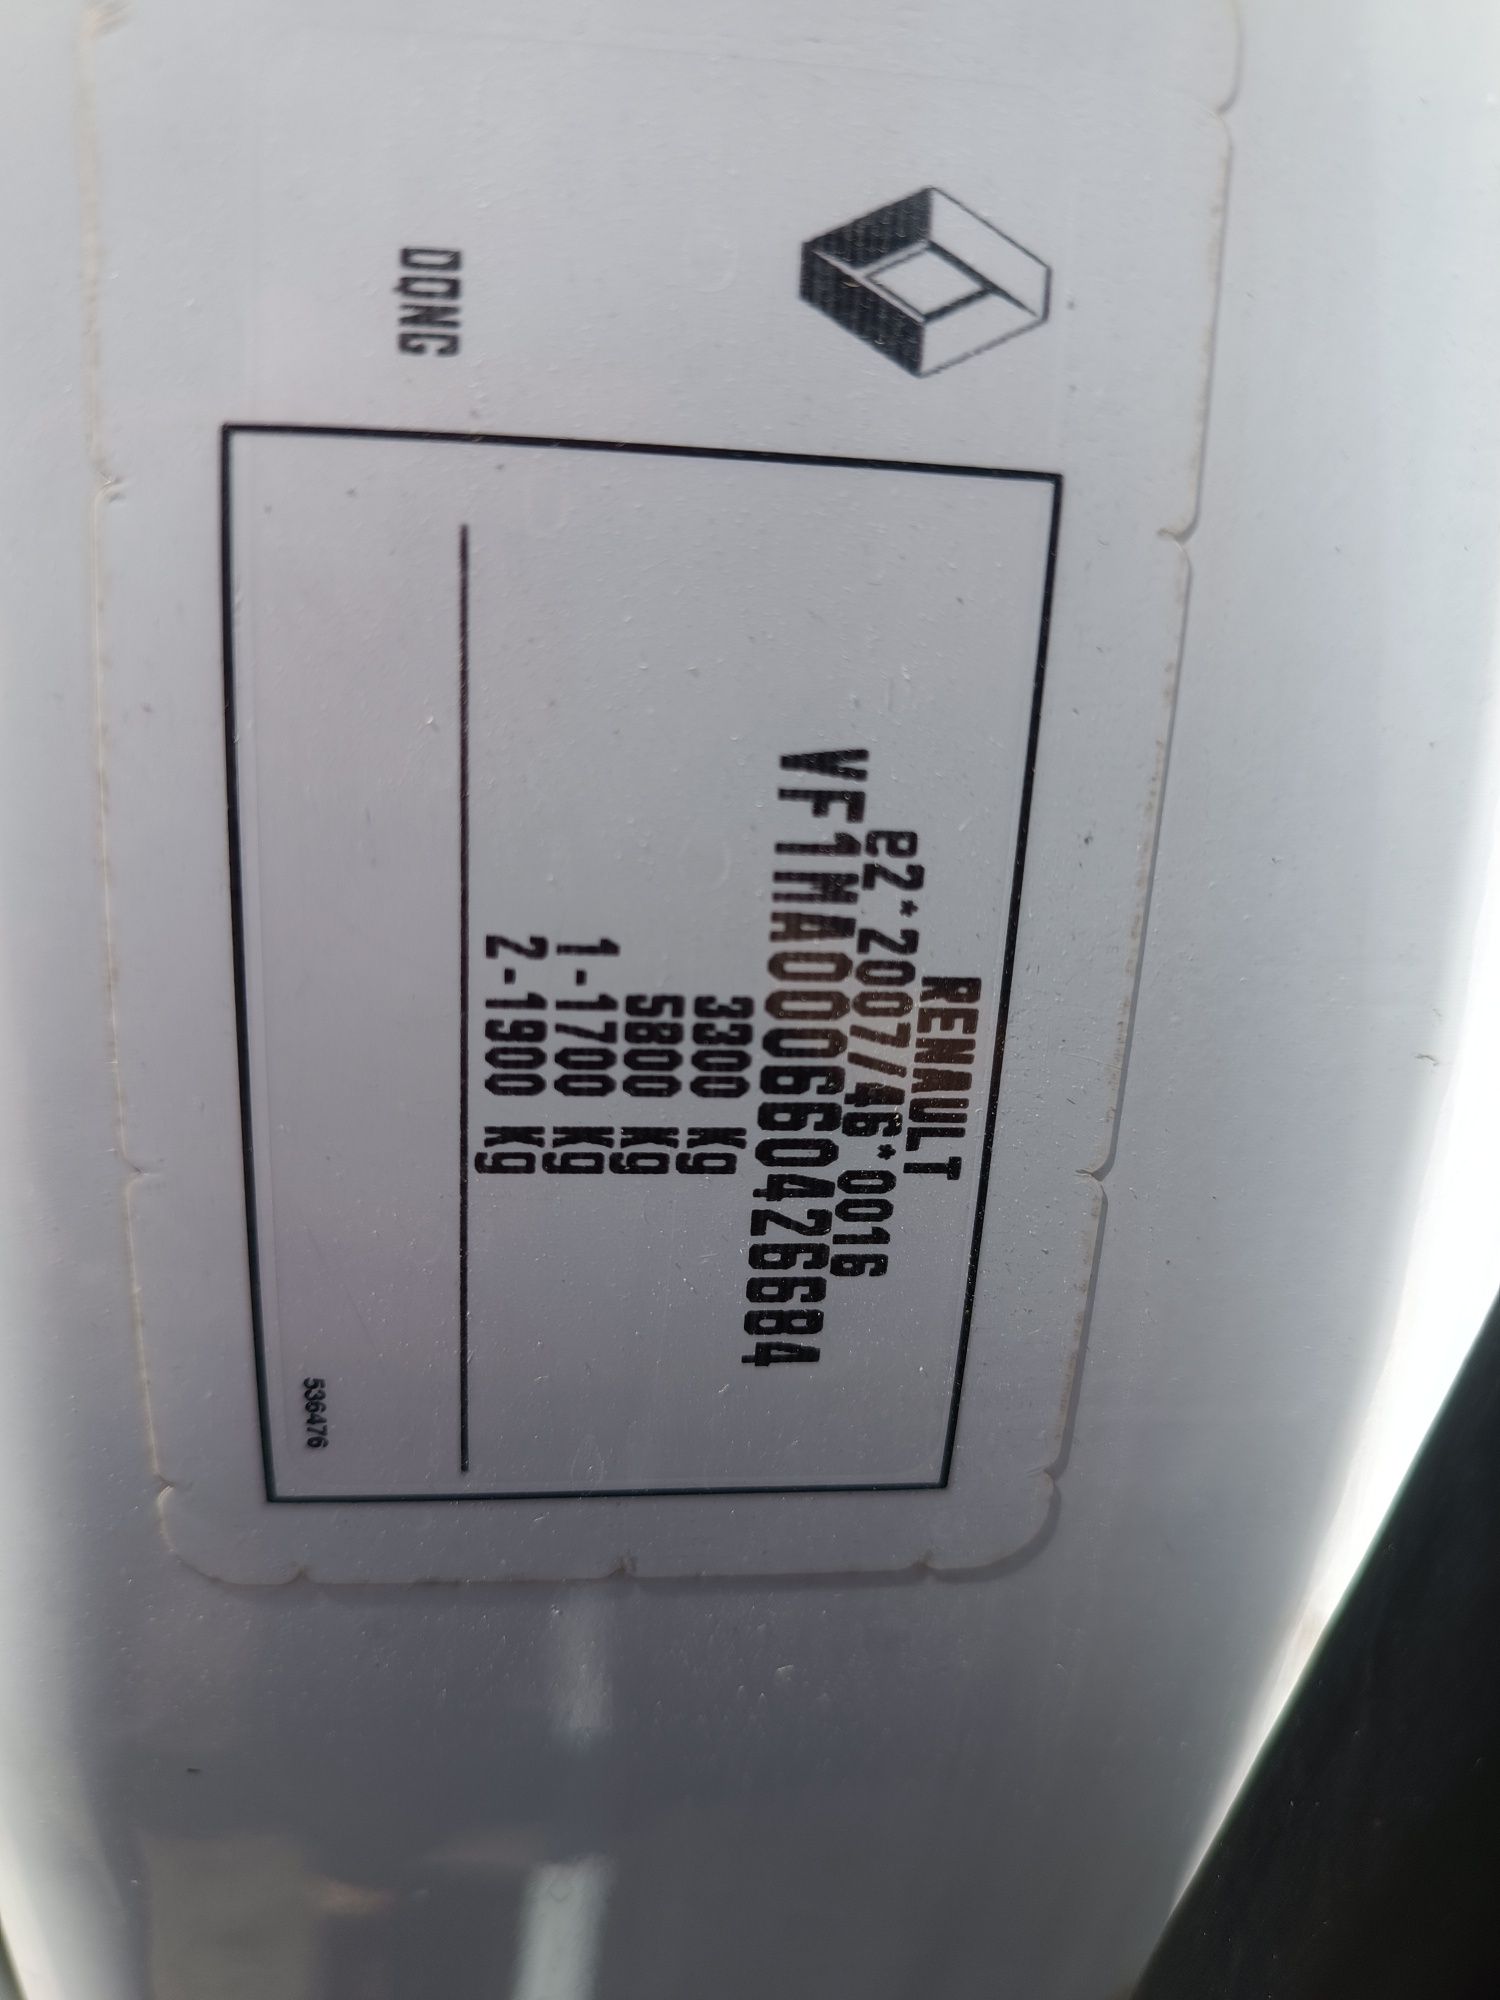 RENAULT
e2*2007/46*0016
VF1MA000660426684
3300 Kg
5800 Kg
1-1700 Kg
2-1900 Kg
DQNG
536476